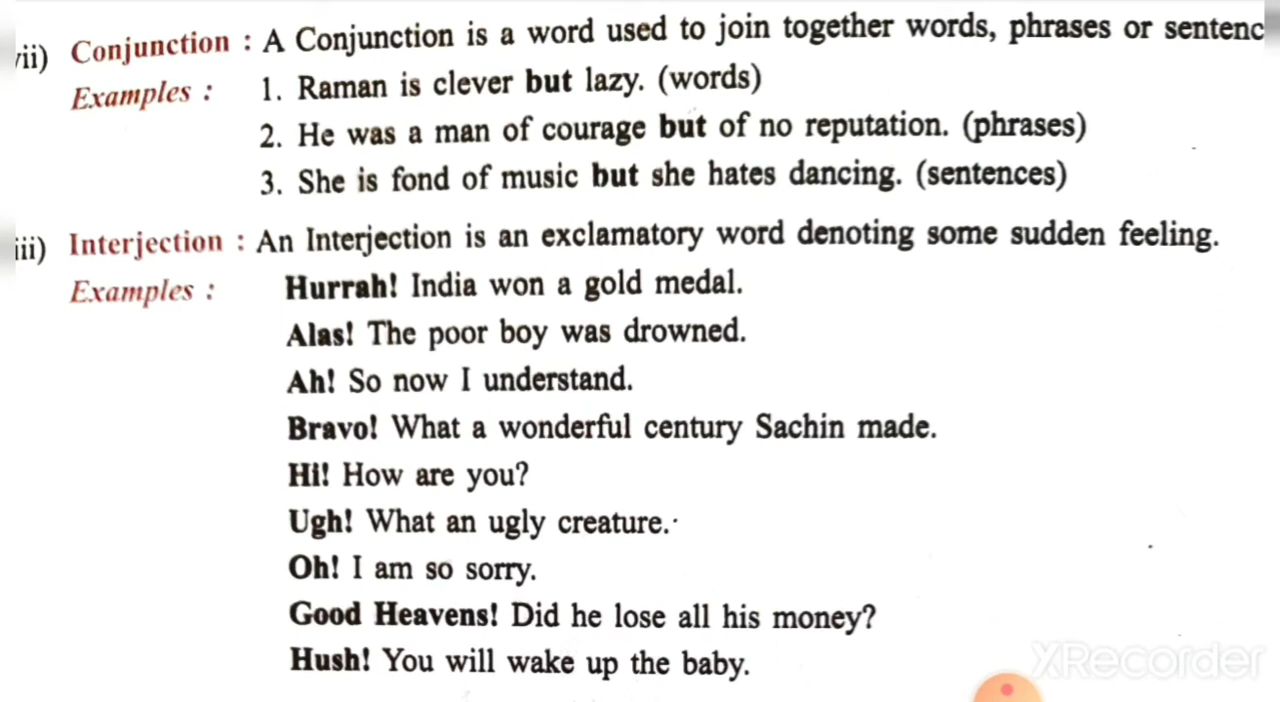 vii) Conjunction : A Conjunction is a word used to join together words, phrases or sentenc
Examples : 1. Raman is clever but lazy. (words)
2. He was a man of courage but of no reputation. (phrases)
3. She is fond of music but she hates dancing. (sentences)
iii) Interjection : An Interjection is an exclamatory word denoting some sudden feeling.
Examples : Hurrah! India won a gold medal.
Alas! The poor boy was drowned.
Ah! So now I understand.
Bravo! What a wonderful century Sachin made.
Hi! How are you?
Ugh! What an ugly creature.
Oh! I am so sorry.
Good Heavens! Did he lose all his money?
Hush! You will wake up the baby.
XRecorder